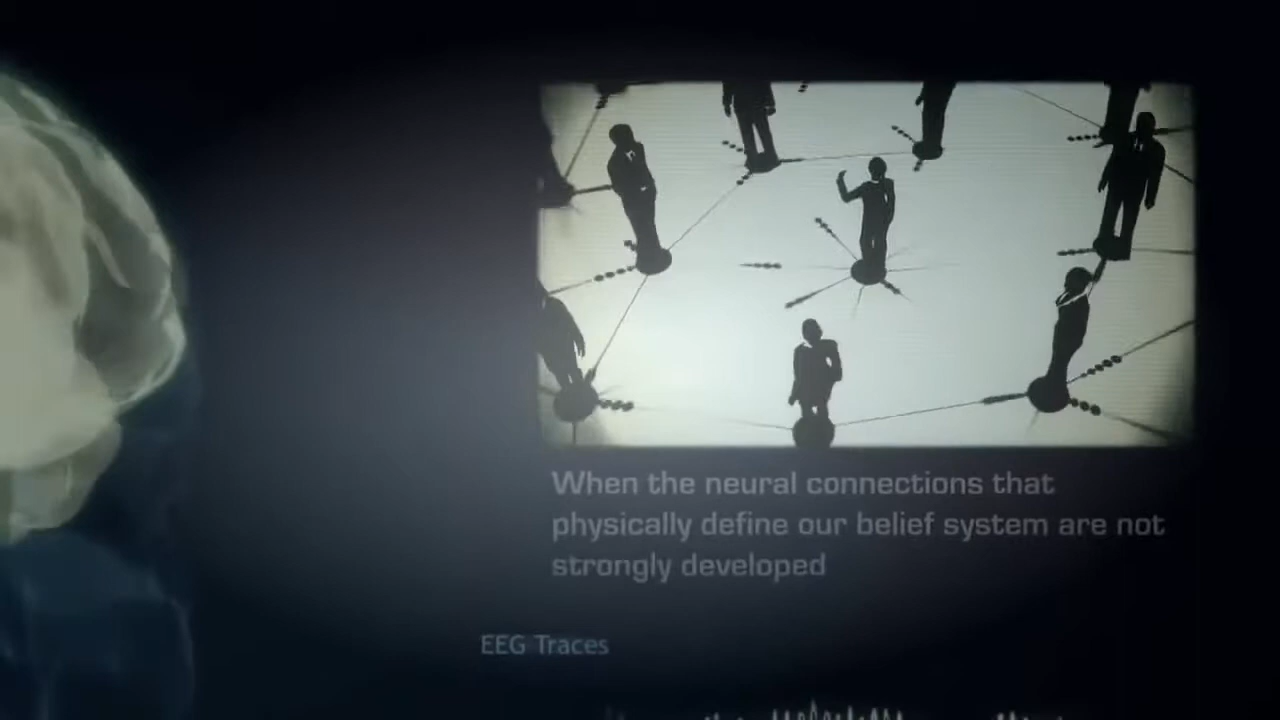 When the neural connections that
physically define our belief system are not
strongly developed
EEG Traces